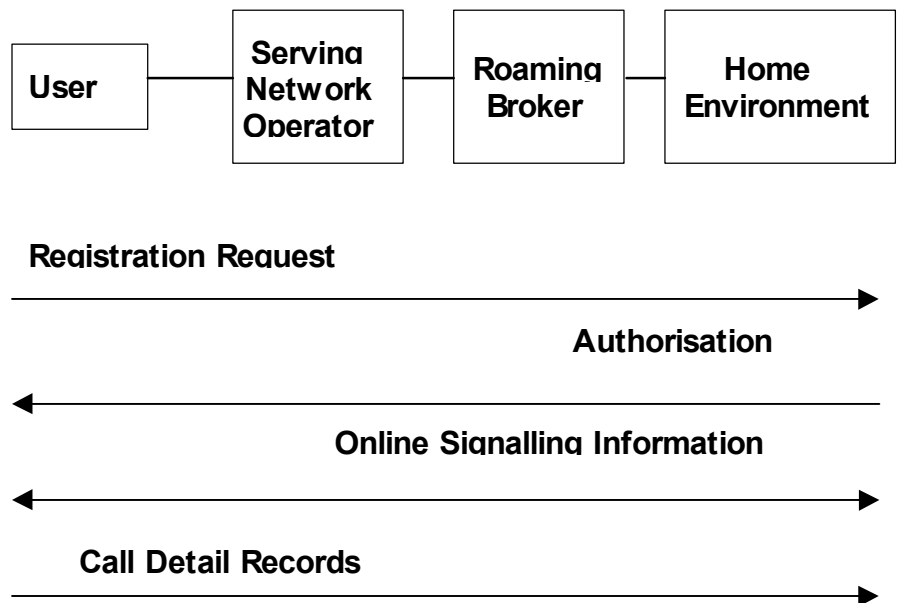 User
Serving
Network
Operator
Roaming
Broker
Home
Environment
Registration Request
Authorisation
Online Signalling Information
Call Detail Records